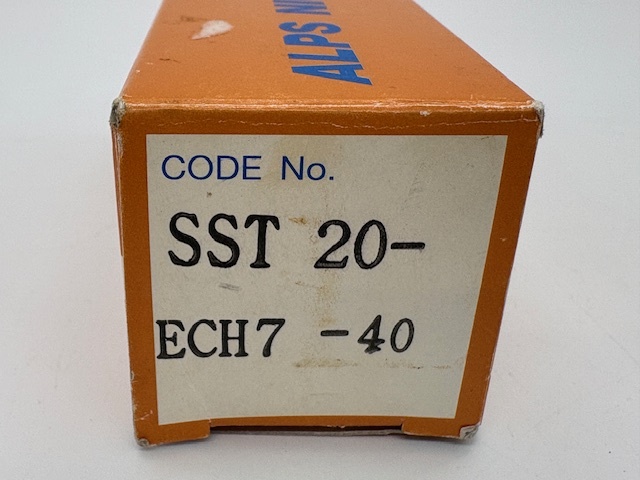 ALPS
CODE No.
SST 20-
ECH7 -40